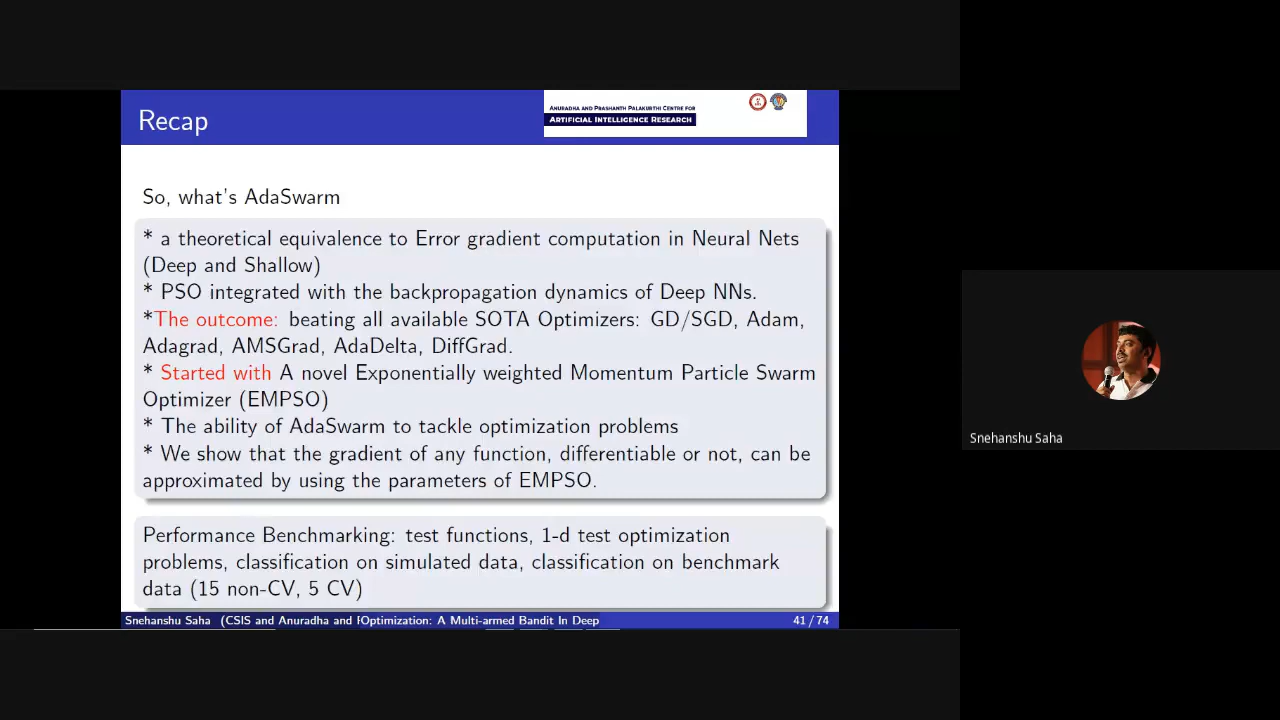 Recap
ANURADHA AND PRASHANTH PALAKURTHI CENTRE FOR
ARTIFICIAL INTELLIGENCE RESEARCH
So, what's AdaSwarm
* a theoretical equivalence to Error gradient computation in Neural Nets
(Deep and Shallow)
* PSO integrated with the backpropagation dynamics of Deep NNs.
*The outcome: beating all available SOTA Optimizers: GD/SGD, Adam,
Adagrad, AMSGrad, AdaDelta, DiffGrad.
* Started with A novel Exponentially weighted Momentum Particle Swarm
Optimizer (EMPSO)
* The ability of AdaSwarm to tackle optimization problems
* We show that the gradient of any function, differentiable or not, can be
approximated by using the parameters of EMPSO.
Performance Benchmarking: test functions, 1-d test optimization
problems, classification on simulated data, classification on benchmark
data (15 non-CV, 5 CV)
Snehanshu Saha (CSIS and Anuradha and Optimization: A Multi-armed Bandit In Deep 41 / 74
Snehanshu Saha